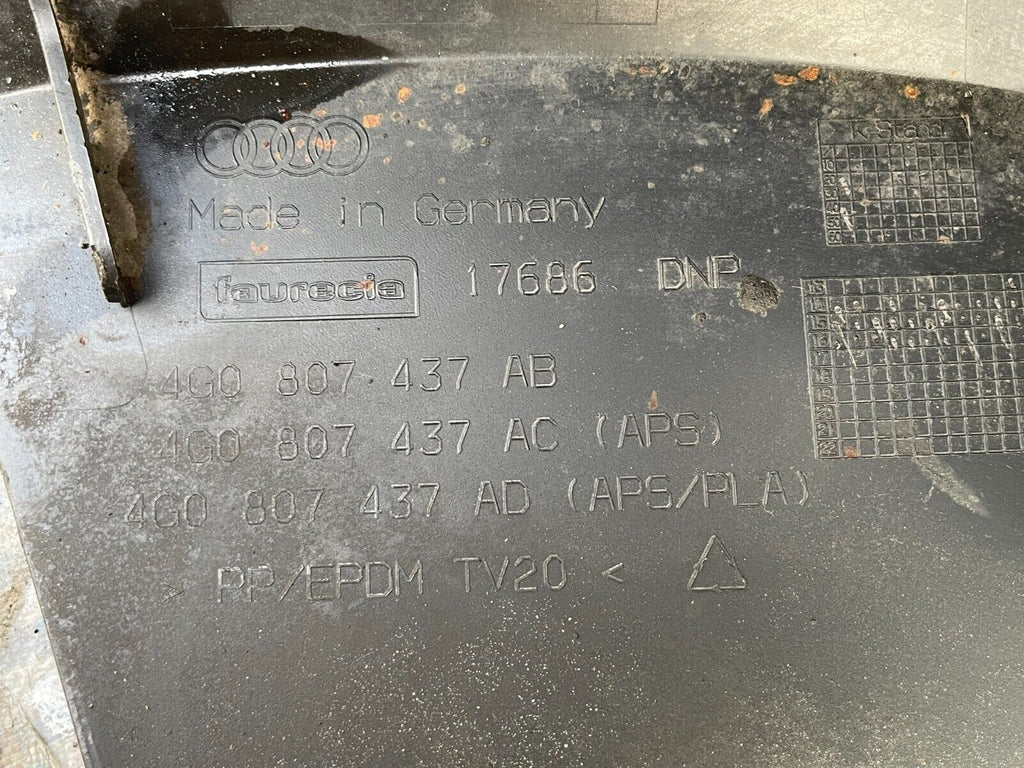 Made in Germany
faurecia 17686 DNP
4G0 807 437 AB
4G0 807 437 AC (APS)
4G0 807 437 AD (APS/PLA)
> PP/EPDM TV20 <
K-Stand